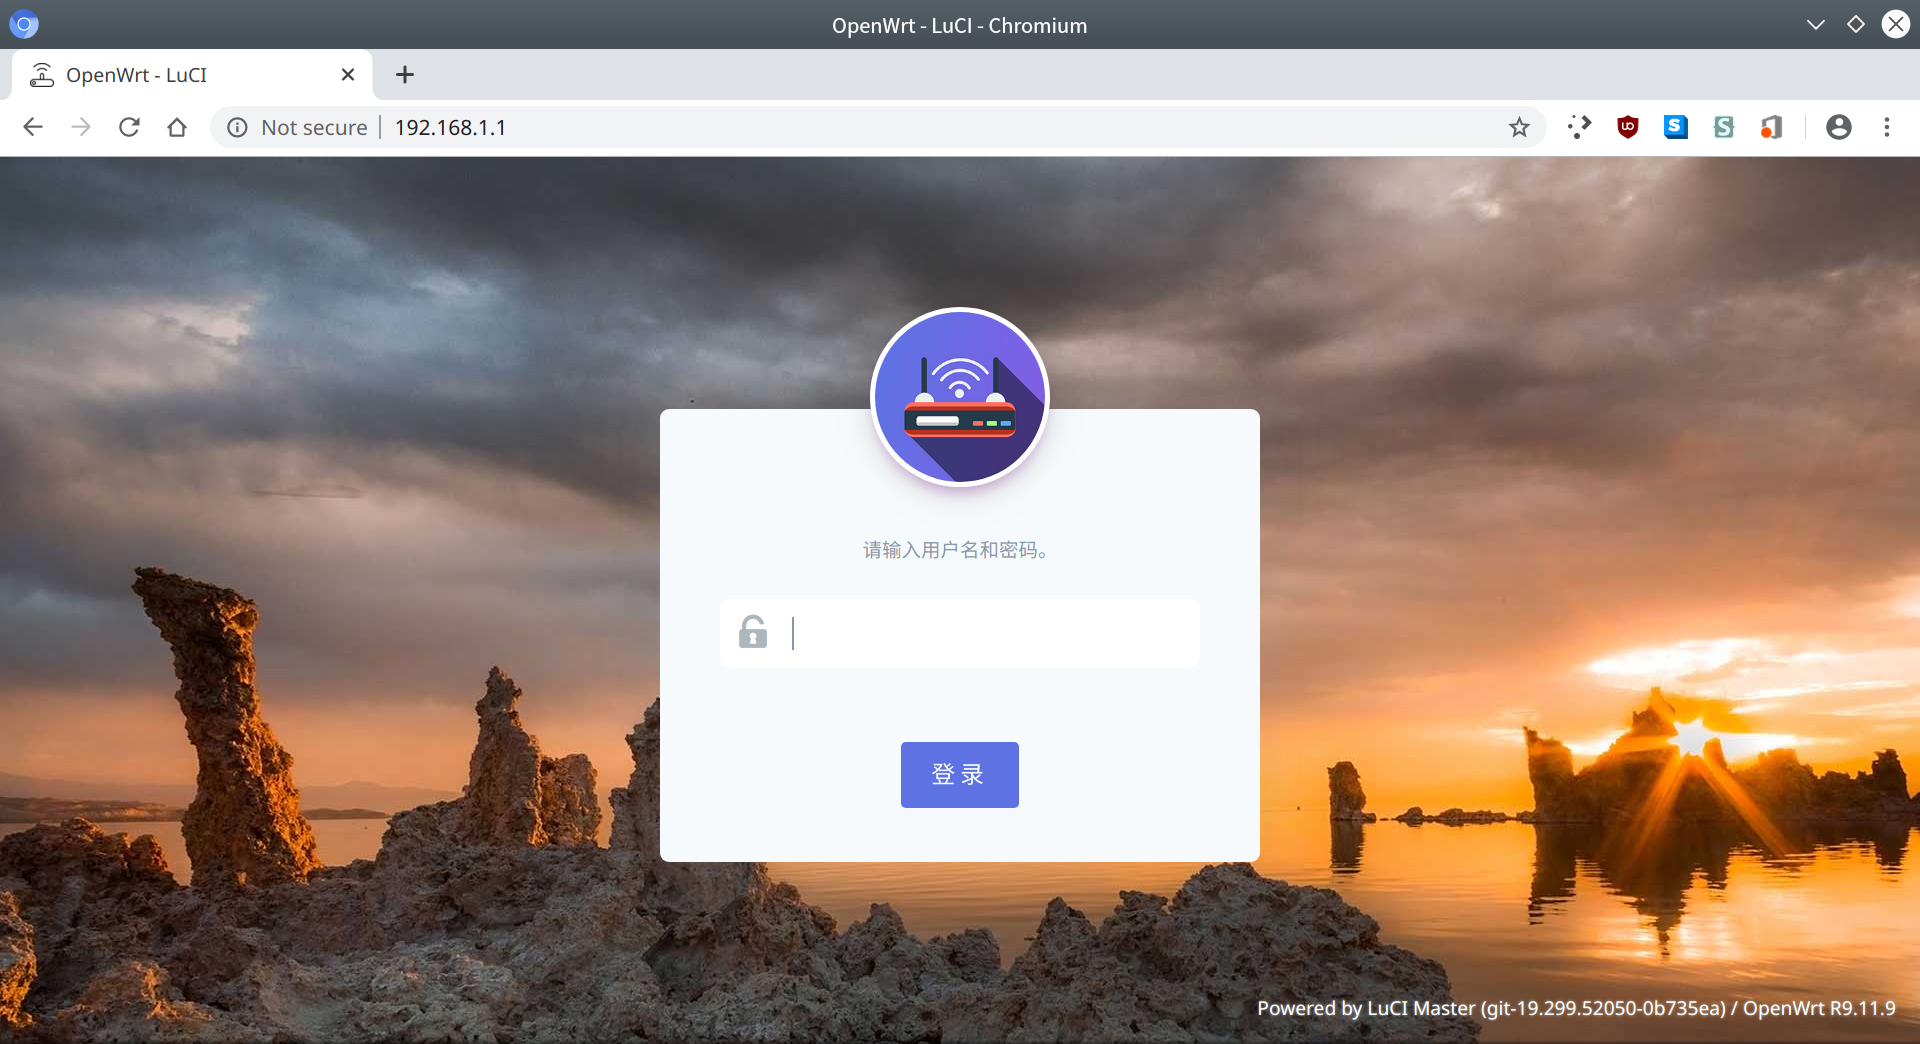 OpenWrt - LuCI - Chromium
OpenWrt - LuCI
Not secure
192.168.1.1
请输入用户名和密码。
登录
Powered by LuCI Master (git-19.299.52050-0b735ea) / OpenWrt R9.11.9